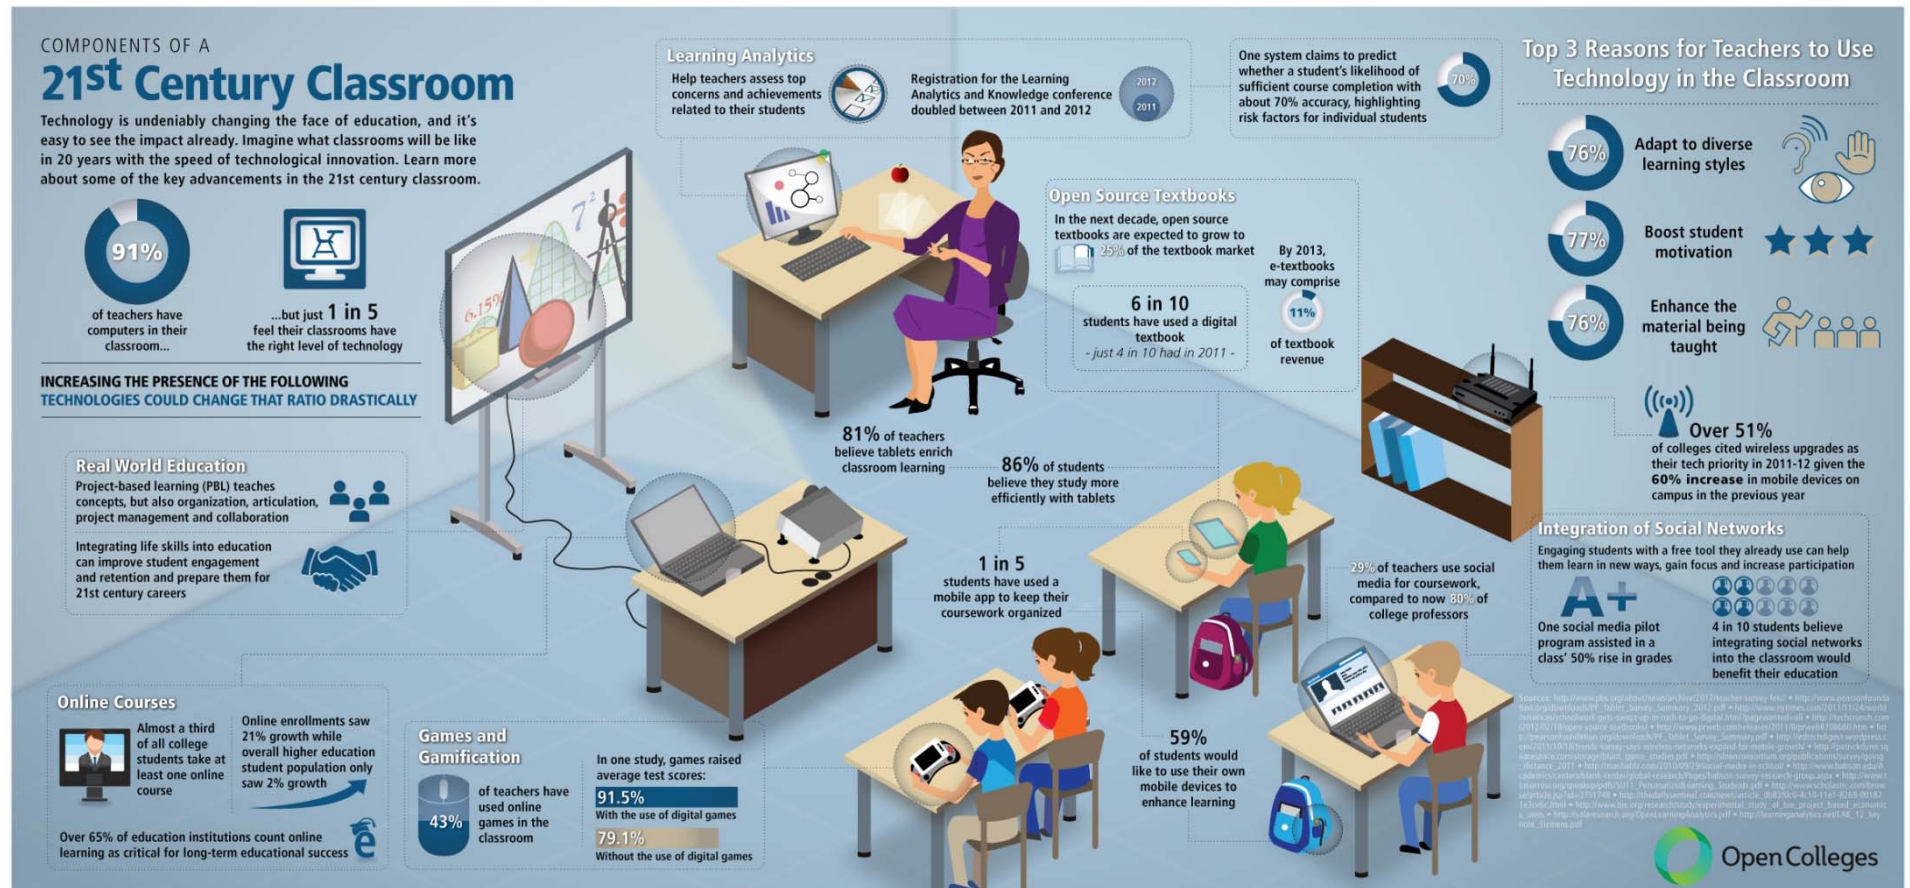 COMPONENTS OF A
21st Century Classroom
Technology is undeniably changing the face of education, and it's
easy to see the impact already. Imagine what classrooms will be like
in 20 years with the speed of technological innovation. Learn more
about some of the key advancements in the 21st century classroom.
91%
of teachers have
computers in their
classroom...
...but just 1 in 5
feel their classrooms have
the right level of technology
INCREASING THE PRESENCE OF THE FOLLOWING
TECHNOLOGIES COULD CHANGE THAT RATIO DRASTICALLY
Real World Education
Project-based learning (PBL) teaches
concepts, but also organization, articulation,
project management and collaboration
Integrating life skills into education
can improve student engagement
and retention and prepare them for
21st century careers
Online Courses
Almost a third
of all college
students take at
least one online
course
Online enrollments saw
21% growth while
overall higher education
student population only
saw 2% growth
Over 65% of education institutions count online
learning as critical for long-term educational success
e
Games and
Gamification
43%
of teachers have
used online
games in the
classroom
In one study, games raised
average test scores:
91.5%
With the use of digital games
79.1%
Without the use of digital games
6.15%
7²
Learning Analytics
Help teachers assess top
concerns and achievements
related to their students
Registration for the Learning
Analytics and Knowledge conference
doubled between 2011 and 2012
2012
2011
One system claims to predict
whether a student's likelihood of
sufficient course completion with
about 70% accuracy, highlighting
risk factors for individual students
70%
Open Source Textbooks
In the next decade, open source
textbooks are expected to grow to
25% of the textbook market
6 in 10
students have used a digital
textbook
- just 4 in 10 had in 2011 -
By 2013,
e-textbooks
may comprise
11%
of textbook
revenue
81% of teachers
believe tablets enrich
classroom learning
86% of students
believe they study more
efficiently with tablets
1 in 5
students have used a
mobile app to keep their
coursework organized
59%
of students would
like to use their own
mobile devices to
enhance learning
29% of teachers use social
media for coursework,
compared to now 80% of
college professors
Top 3 Reasons for Teachers to Use
Technology in the Classroom
76%
Adapt to diverse
learning styles
77%
Boost student
motivation
76%
Enhance the
material being
taught
Over 51%
of colleges cited wireless upgrades as
their tech priority in 2011-12 given the
60% increase in mobile devices on
campus in the previous year
Integration of Social Networks
Engaging students with a free tool they already use can help
them learn in new ways, gain focus and increase participation
A+
One social media pilot
program assisted in a
class' 50% rise in grades
4 in 10 students believe
integrating social networks
into the classroom would
benefit their education
Sources:
Open Colleges